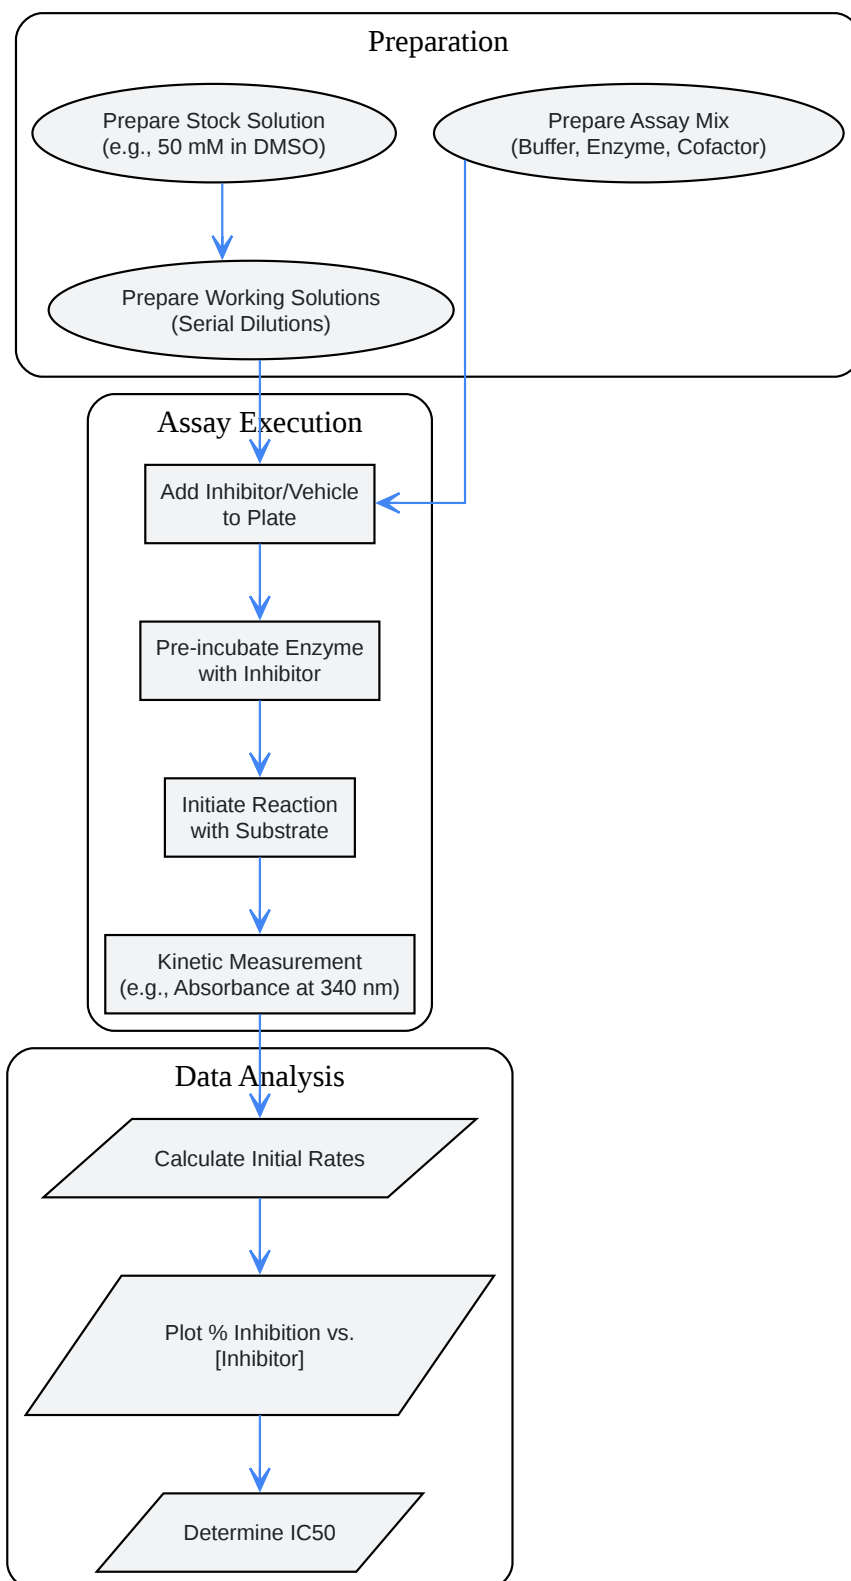 Preparation
Prepare Stock Solution
(e.g., 50 mM in DMSO)
Prepare Assay Mix
(Buffer, Enzyme, Cofactor)
Prepare Working Solutions
(Serial Dilutions)
Assay Execution
Add Inhibitor/Vehicle
to Plate
Pre-incubate Enzyme
with Inhibitor
Initiate Reaction
with Substrate
Kinetic Measurement
(e.g., Absorbance at 340 nm)
Data Analysis
Calculate Initial Rates
Plot % Inhibition vs.
[Inhibitor]
Determine IC50